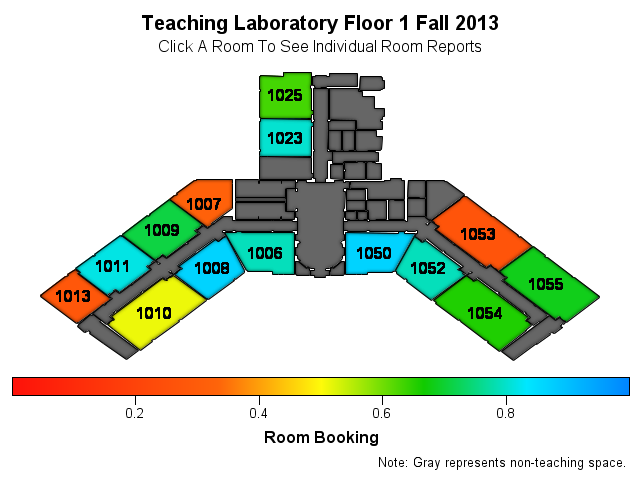 Teaching Laboratory Floor 1 Fall 2013
Click A Room To See Individual Room Reports
1025
1023
1007
1009
1011
1013
1006
1008
1010
1050
1052
1053
1054
1055
0.2 0.4 0.6 0.8
Room Booking
Note: Gray represents non-teaching space.